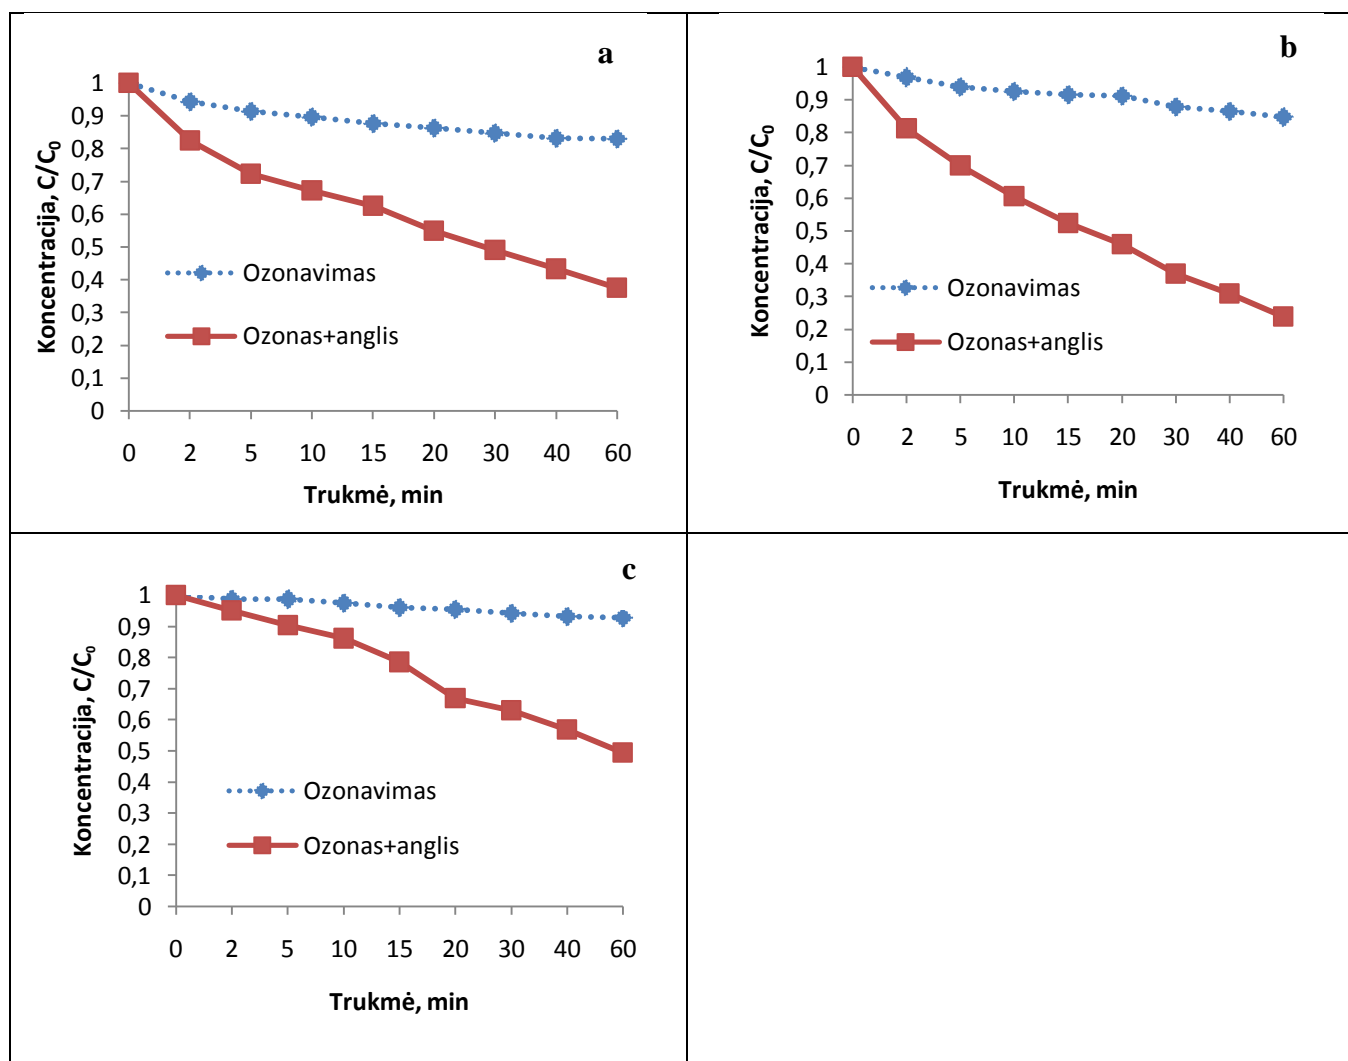 a
Koncentracija, C/C₀
1
0,9
0,8
0,7
0,6
0,5
0,4
0,3
0,2
0,1
0
Ozonavimas
Ozonas+anglis
0 2 5 10 15 20 30 40 60
Trukmė, min
b
Koncentracija, C/C₀
1
0,9
0,8
0,7
0,6
0,5
0,4
0,3
0,2
0,1
0
Ozonavimas
Ozonas+anglis
0 2 5 10 15 20 30 40 60
Trukmė, min
c
Koncentracija, C/C₀
1
0,9
0,8
0,7
0,6
0,5
0,4
0,3
0,2
0,1
0
Ozonavimas
Ozonas+anglis
0 2 5 10 15 20 30 40 60
Trukmė, min